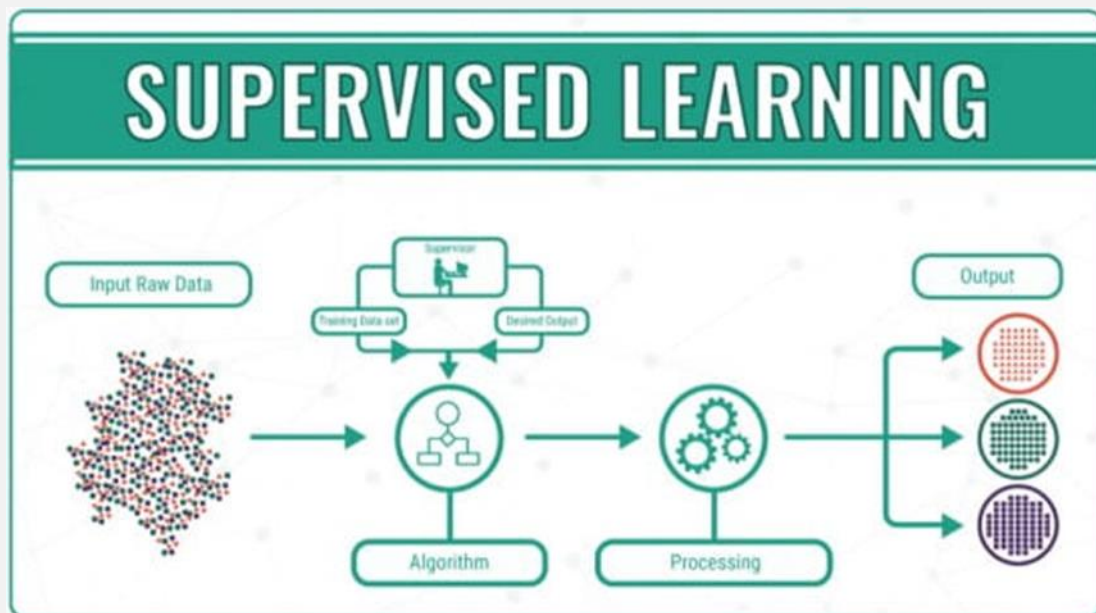 SUPERVISED LEARNING
Input Raw Data
Supervisor
Training Data set
Desired Output
Output
Algorithm
Processing